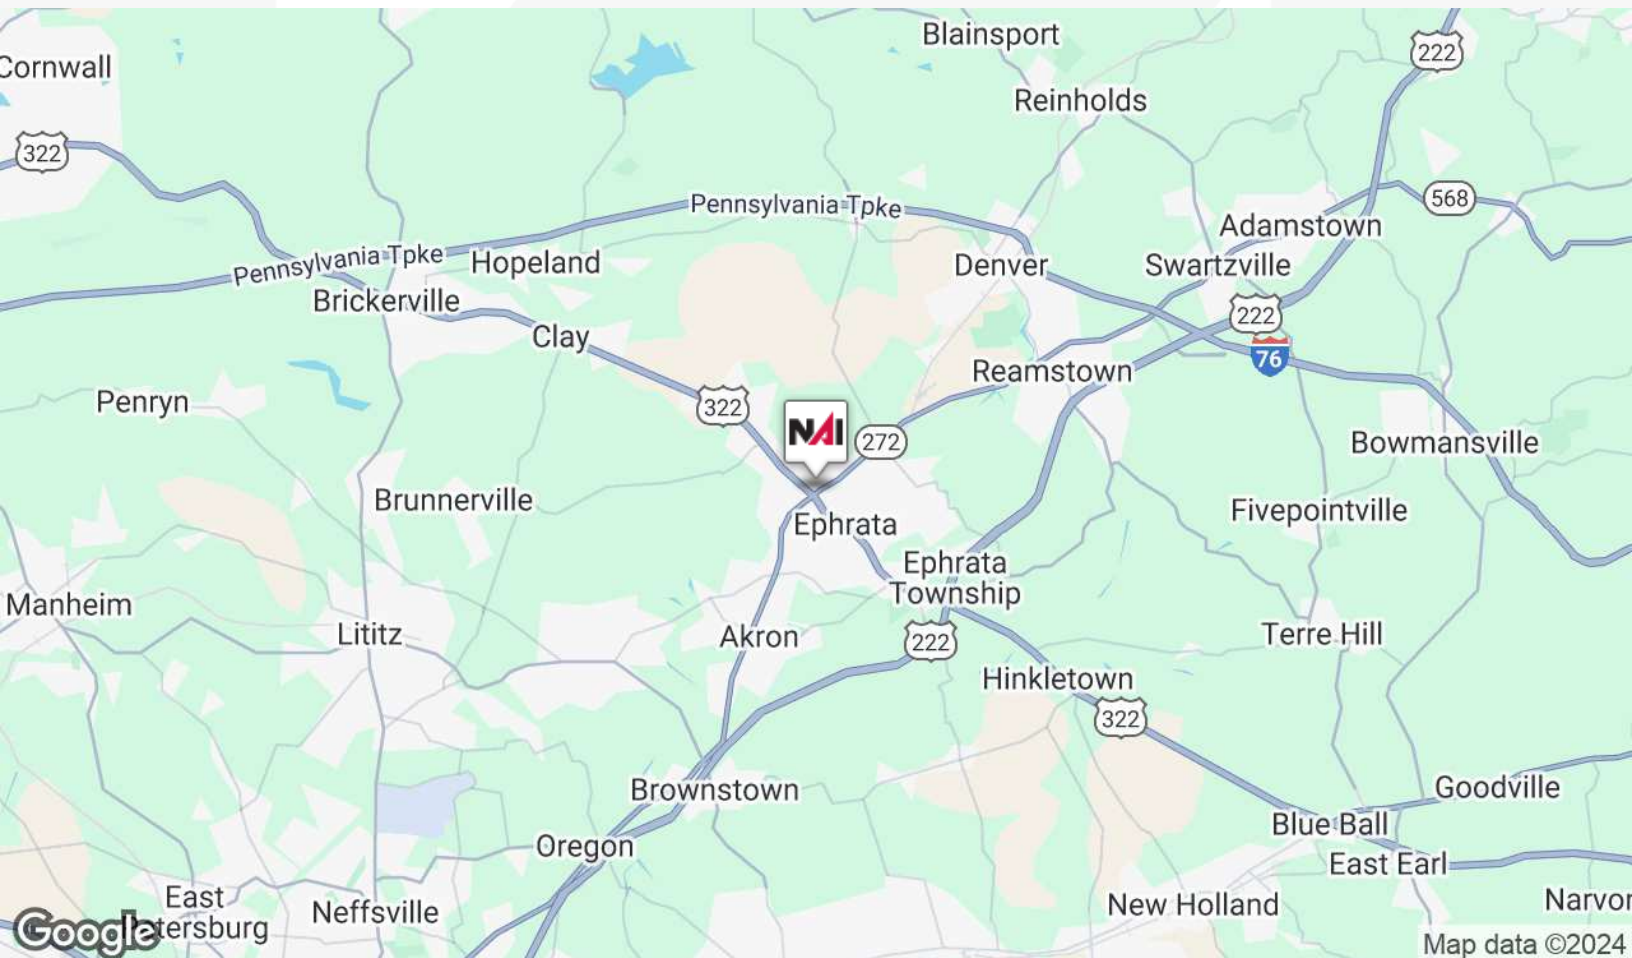 Blainsport
222
Cornwall
Reinholds
322
568
Pennsylvania Tpke
Adamstown
Pennsylvania Tpke
Hopeland
Denver
Swartzville
Brickerville
222
Clay
76
Reamstown
Penryn
322
NAI
272
Bowmansville
Brunnerville
Fivepointville
Ephrata
Ephrata
Township
Manheim
Lititz
Akron
222
Terre Hill
Hinkletown
322
Brownstown
Goodville
Blue Ball
Oregon
East Earl
East
Petersburg
Neffsville
New Holland
Narvon
Google
Map data ©2024